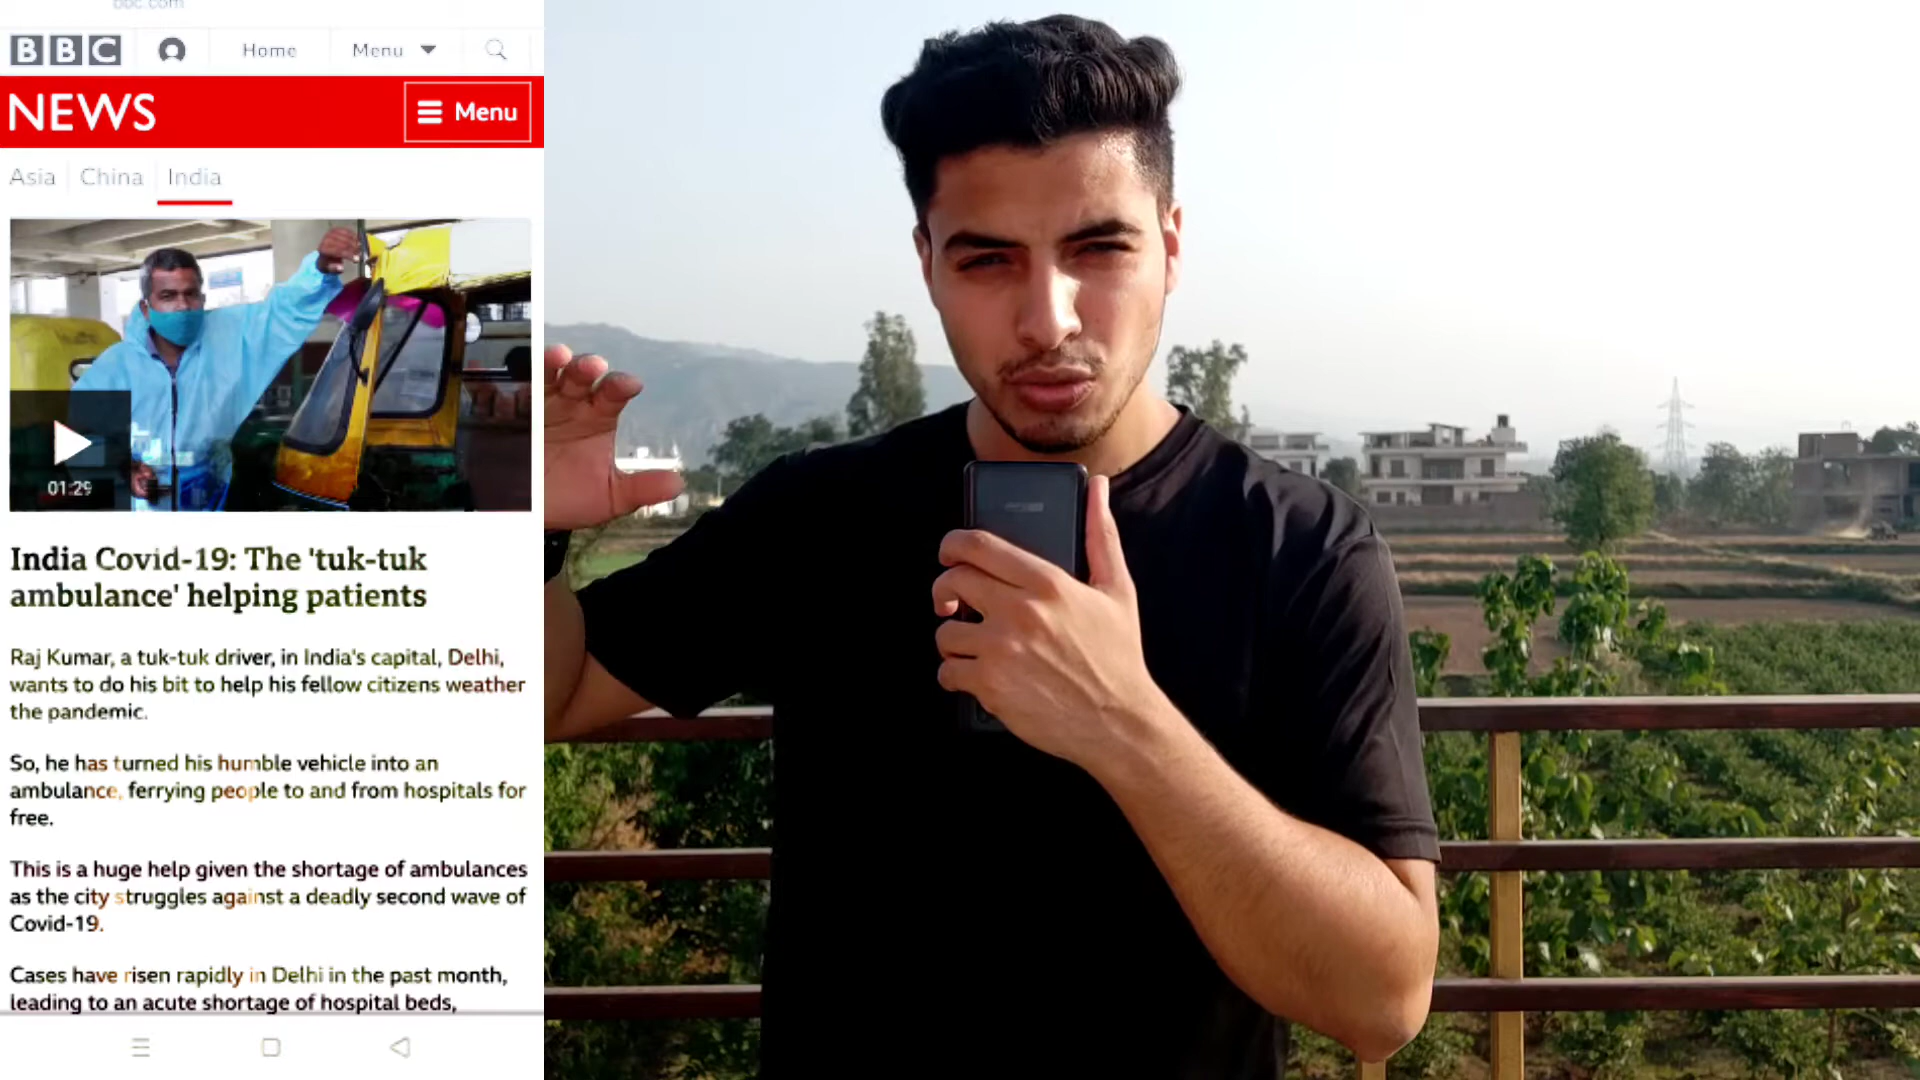 bbc.com
BBC
Home
Menu
NEWS
Menu
Asia
China
India
01:29
India Covid-19: The 'tuk-tuk
ambulance' helping patients
Raj Kumar, a tuk-tuk driver, in India's capital, Delhi,
wants to do his bit to help his fellow citizens weather
the pandemic.
So, he has turned his humble vehicle into an
ambulance, ferrying people to and from hospitals for
free.
This is a huge help given the shortage of ambulances
as the city struggles against a deadly second wave of
Covid-19.
Cases have risen rapidly in Delhi in the past month,
leading to an acute shortage of hospital beds,